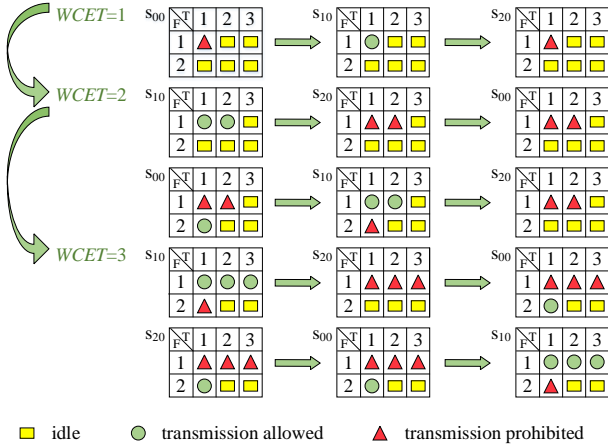 WCET=1
s00 s10 s20
F T 1 2 3 F T 1 2 3 F T 1 2 3
1 1 1
2 2 2
WCET=2
s10 s20 s00
F T 1 2 3 F T 1 2 3 F T 1 2 3
1 1 1
2 2 2
s00 s10 s20
F T 1 2 3 F T 1 2 3 F T 1 2 3
1 1 1
2 2 2
WCET=3
s10 s20 s00
F T 1 2 3 F T 1 2 3 F T 1 2 3
1 1 1
2 2 2
s20 s00 s10
F T 1 2 3 F T 1 2 3 F T 1 2 3
1 1 1
2 2 2
idle transmission allowed transmission prohibited